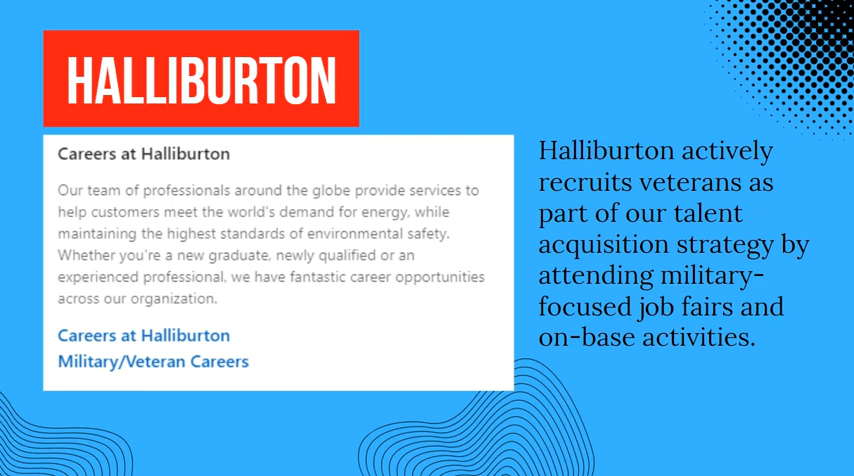 HALLIBURTON
Careers at Halliburton
Our team of professionals around the globe provide services to
help customers meet the world's demand for energy, while
maintaining the highest standards of environmental safety.
Whether you're a new graduate, newly qualified or an
experienced professional, we have fantastic career opportunities
across our organization.
Careers at Halliburton
Military/Veteran Careers
Halliburton actively
recruits veterans as
part of our talent
acquisition strategy by
attending military-
focused job fairs and
on-base activities.